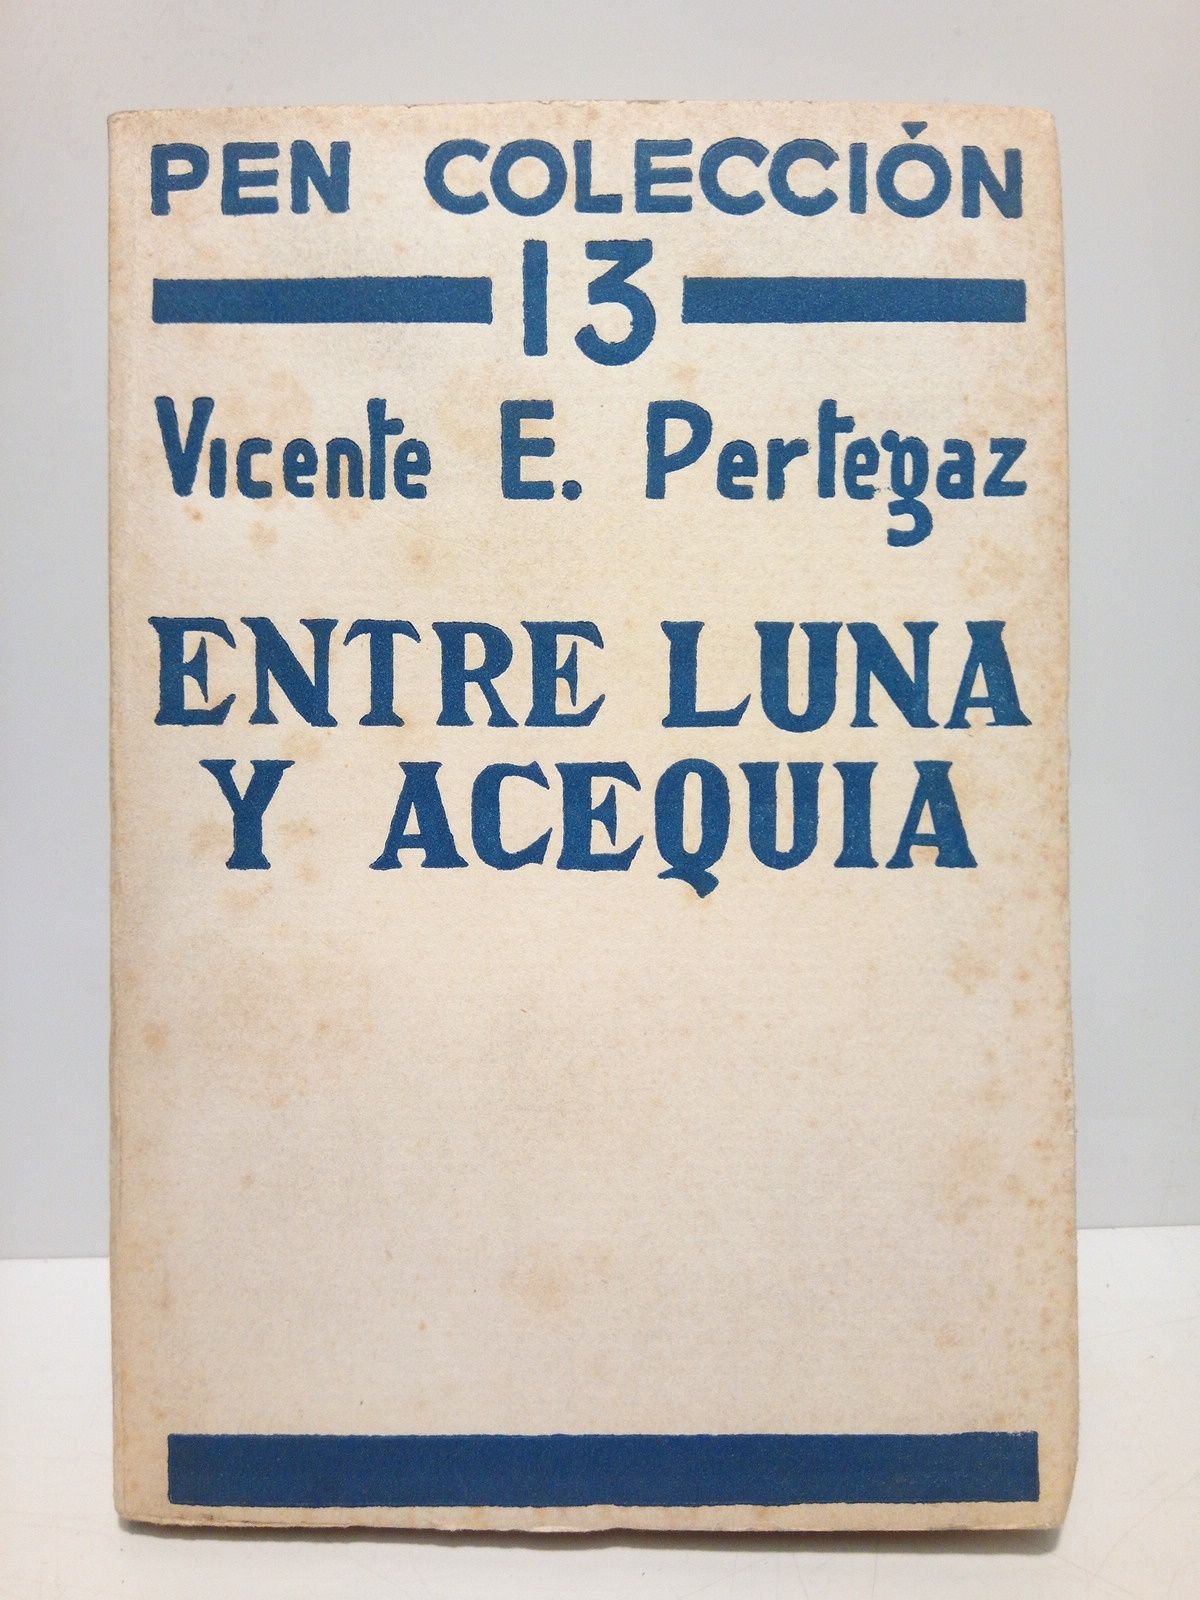 PEN COLECCIÓN
13
Vicente E. Pertegaz
ENTRE LUNA
Y ACEQUIA